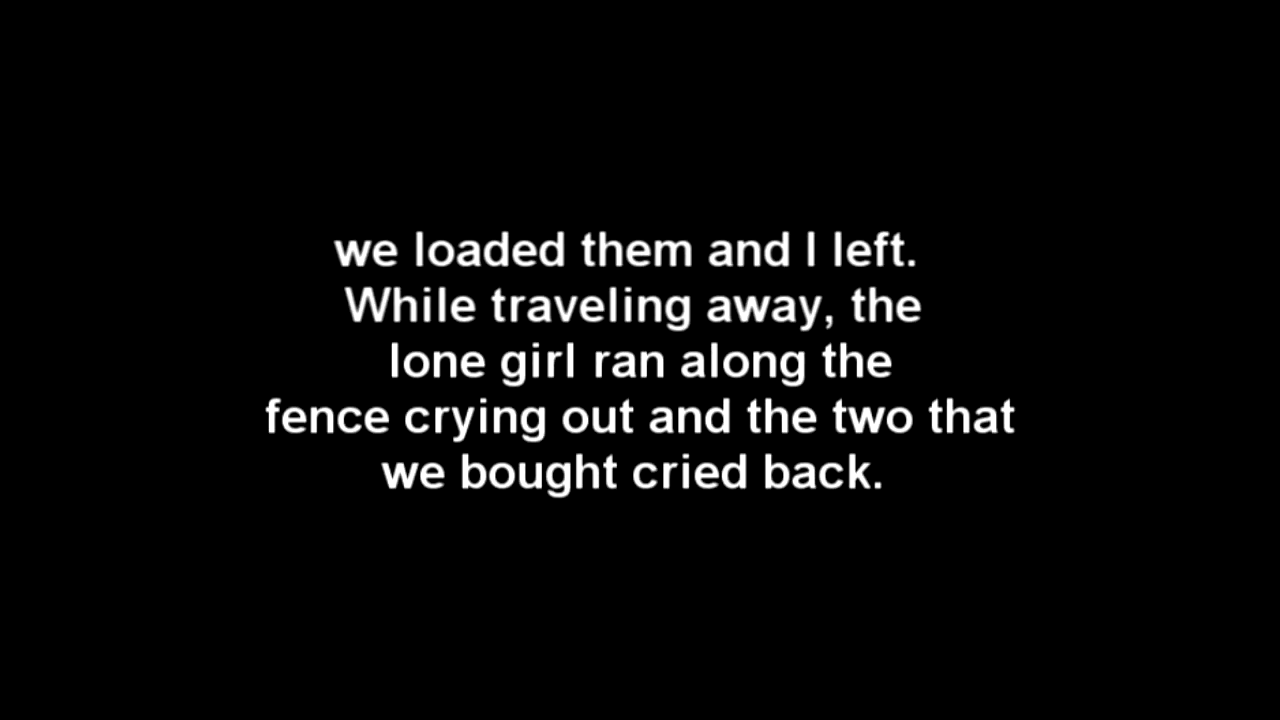 we loaded them and I left.
While traveling away, the
lone girl ran along the
fence crying out and the two that
we bought cried back.